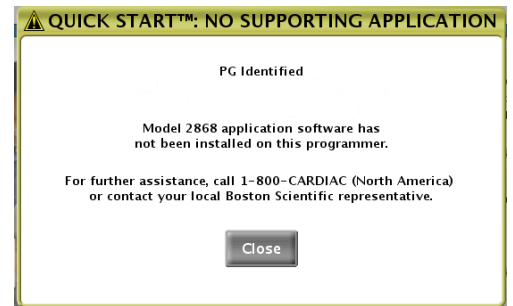 QUICK START™: NO SUPPORTING APPLICATION
PG Identified
Model 2868 application software has
not been installed on this programmer.
For further assistance, call 1-800-CARDIAC (North America)
or contact your local Boston Scientific representative.
Close